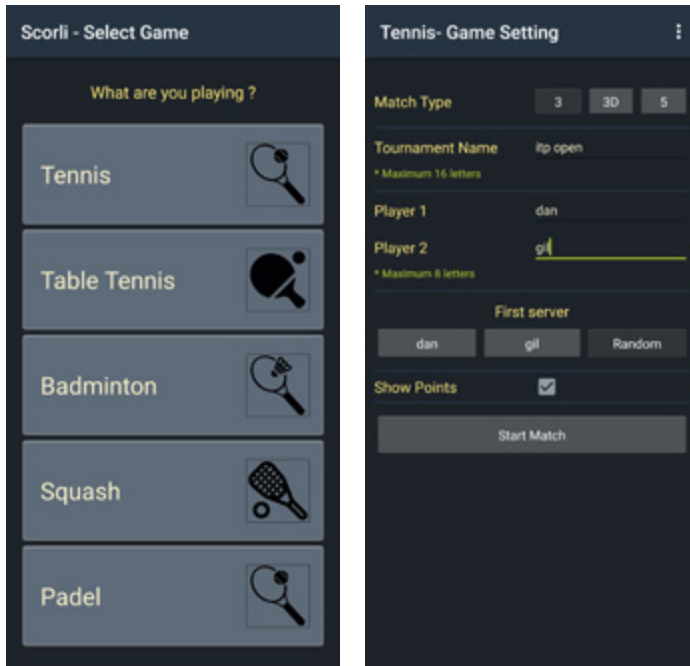 Scorli - Select Game
What are you playing ?
Tennis
Table Tennis
Badminton
Squash
Padel
Tennis- Game Setting
Match Type 3 3D 5
Tournament Name itp open
* Maximum 16 letters
Player 1 dan
Player 2 gil
* Maximum 8 letters
First server
dan gil Random
Show Points
Start Match